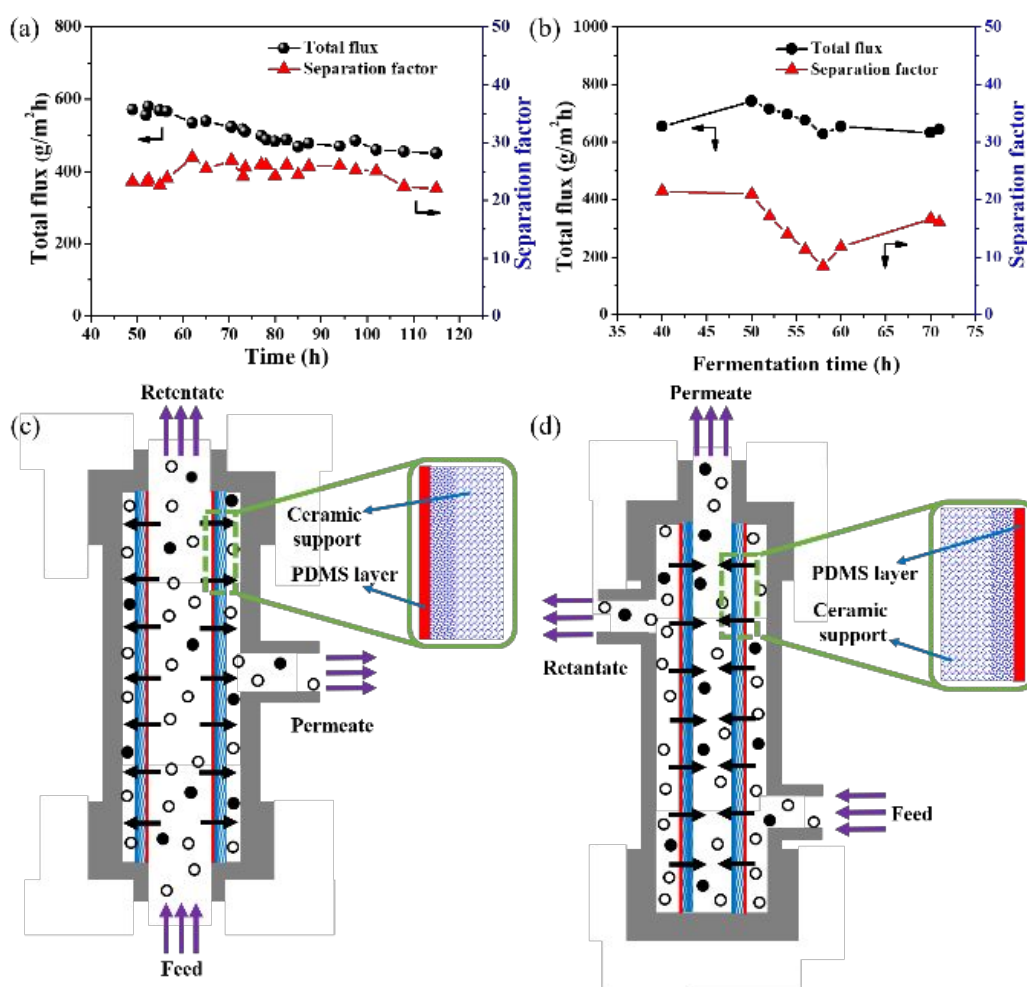 (a)
Total flux
Separation factor
Total flux (g/m²h)
Separation factor
0
200
400
600
800
0
10
20
30
40
50
40
50
60
70
80
90
100
110
120
Time (h)
(b)
Total flux
Separation factor
Total flux (g/m²h)
Separation factor
0
200
400
600
800
1000
0
10
20
30
40
50
35
40
45
50
55
60
65
70
75
Fermentation time (h)
(c)
Retentate
Ceramic
support
PDMS layer
Permeate
Feed
(d)
Permeate
PDMS layer
Ceramic
support
Retantate
Feed